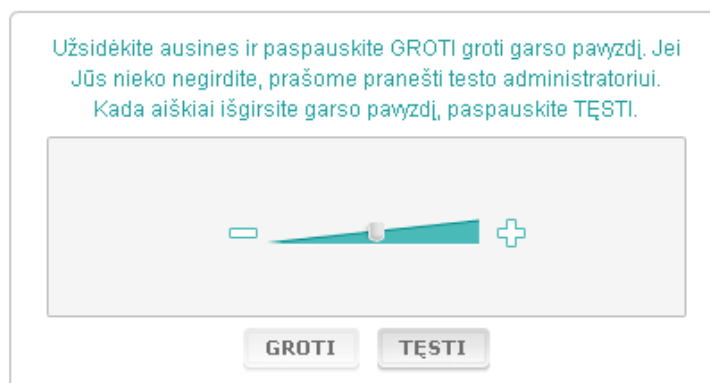 Užsidėkite ausines ir paspauskite GROTI groti garso pavyzdį. Jei
Jūs nieko negirdite, prašome pranešti testo administratoriui.
Kada aiškiai išgirsite garso pavyzdį, paspauskite TĘSTI.
GROTI TĘSTI